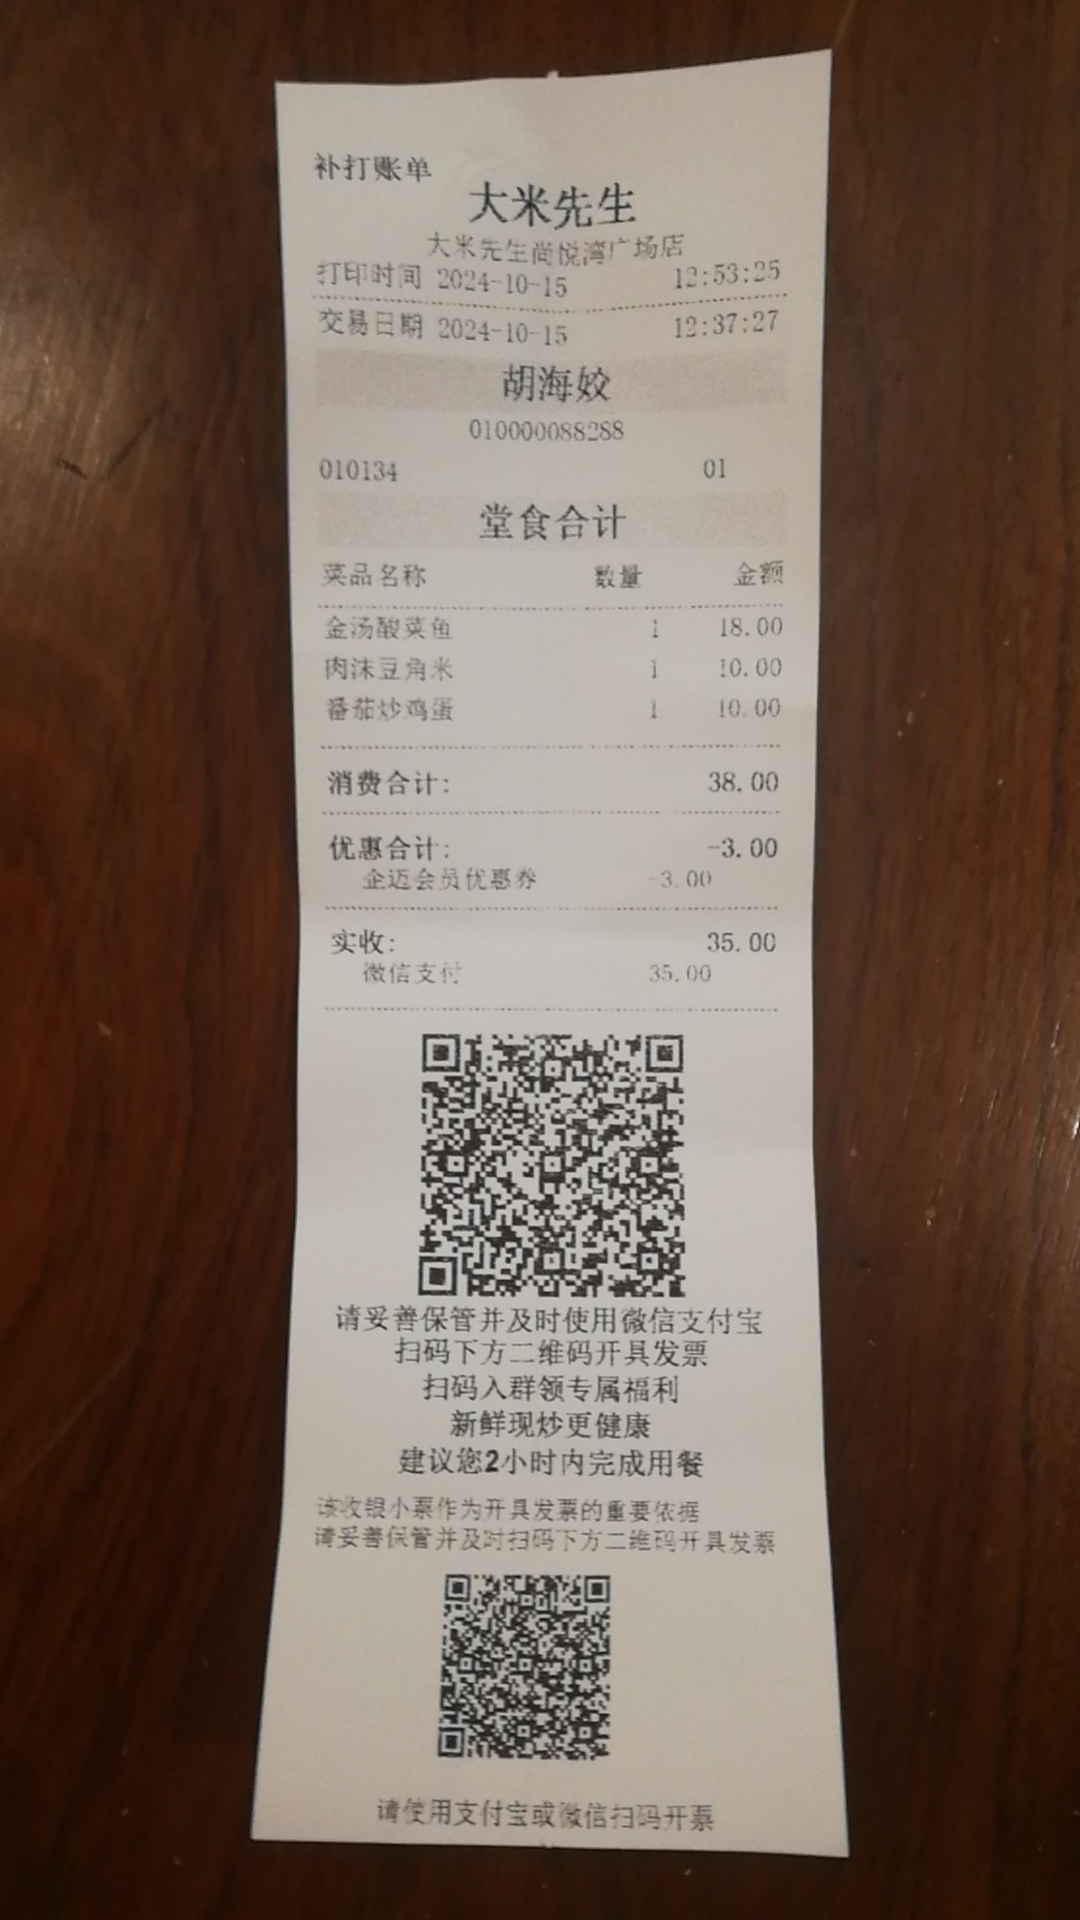 补打账单
大米先生
大米先生尚悦湾广场店
打印时间 2024-10-15 12:53:25
交易日期 2024-10-15 12:37:27
胡海姣
010000088288
010134 01
堂食合计
菜品名称 数量 金额
金汤酸菜鱼 1 18.00
肉沫豆角米 1 10.00
番茄炒鸡蛋 1 10.00
消费合计: 38.00
优惠合计: -3.00
企迈会员优惠券 -3.00
实收: 35.00
微信支付 35.00
请妥善保管并及时使用微信支付宝
扫码下方二维码开具发票
扫码入群领专属福利
新鲜现炒更健康
建议您2小时内完成用餐
该收银小票作为开具发票的重要依据
请妥善保管并及时扫码下方二维码开具发票
请使用支付宝或微信扫码开票